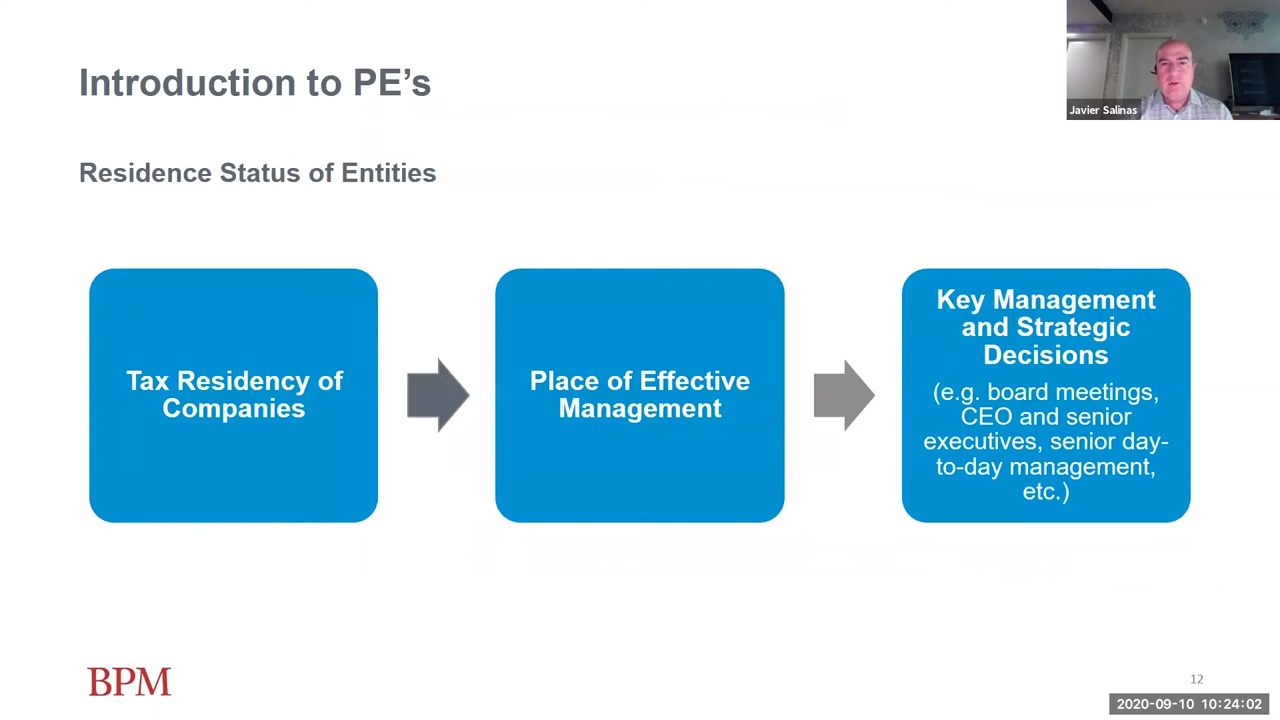 Introduction to PE’s
Javier Salinas
Residence Status of Entities
Tax Residency of
Companies
Place of Effective
Management
Key Management
and Strategic
Decisions
(e.g. board meetings,
CEO and senior
executives, senior day-
to-day management,
etc.)
BPM
12
2020-09-10 10:24:02